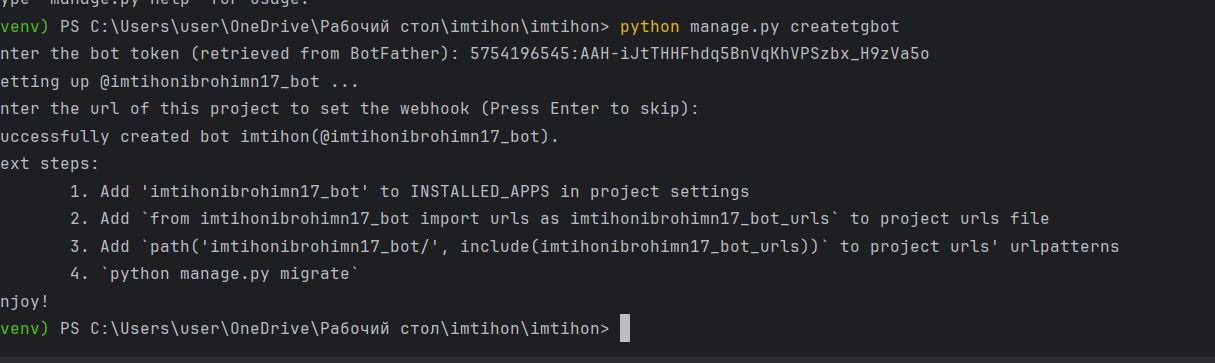 ype 'manage.py help' for usage.
venv) PS C:\Users\user\OneDrive\Рабочий стол\imtihon\imtihon> python manage.py createtgbot
nter the bot token (retrieved from BotFather): 5754196545:AAH-iJtTHHFhdq5BnVqKhVPSzbx_H9zVa5o
etting up @imtihonibrohimn17_bot ...
nter the url of this project to set the webhook (Press Enter to skip):
uccessfully created bot imtihon(@imtihonibrohimn17_bot).
ext steps:
1. Add 'imtihonibrohimn17_bot' to INSTALLED_APPS in project settings
2. Add `from imtihonibrohimn17_bot import urls as imtihonibrohimn17_bot_urls` to project urls file
3. Add `path('imtihonibrohimn17_bot/', include(imtihonibrohimn17_bot_urls))` to project urls' urlpatterns
4. `python manage.py migrate`
njoy!
venv) PS C:\Users\user\OneDrive\Рабочий стол\imtihon\imtihon>